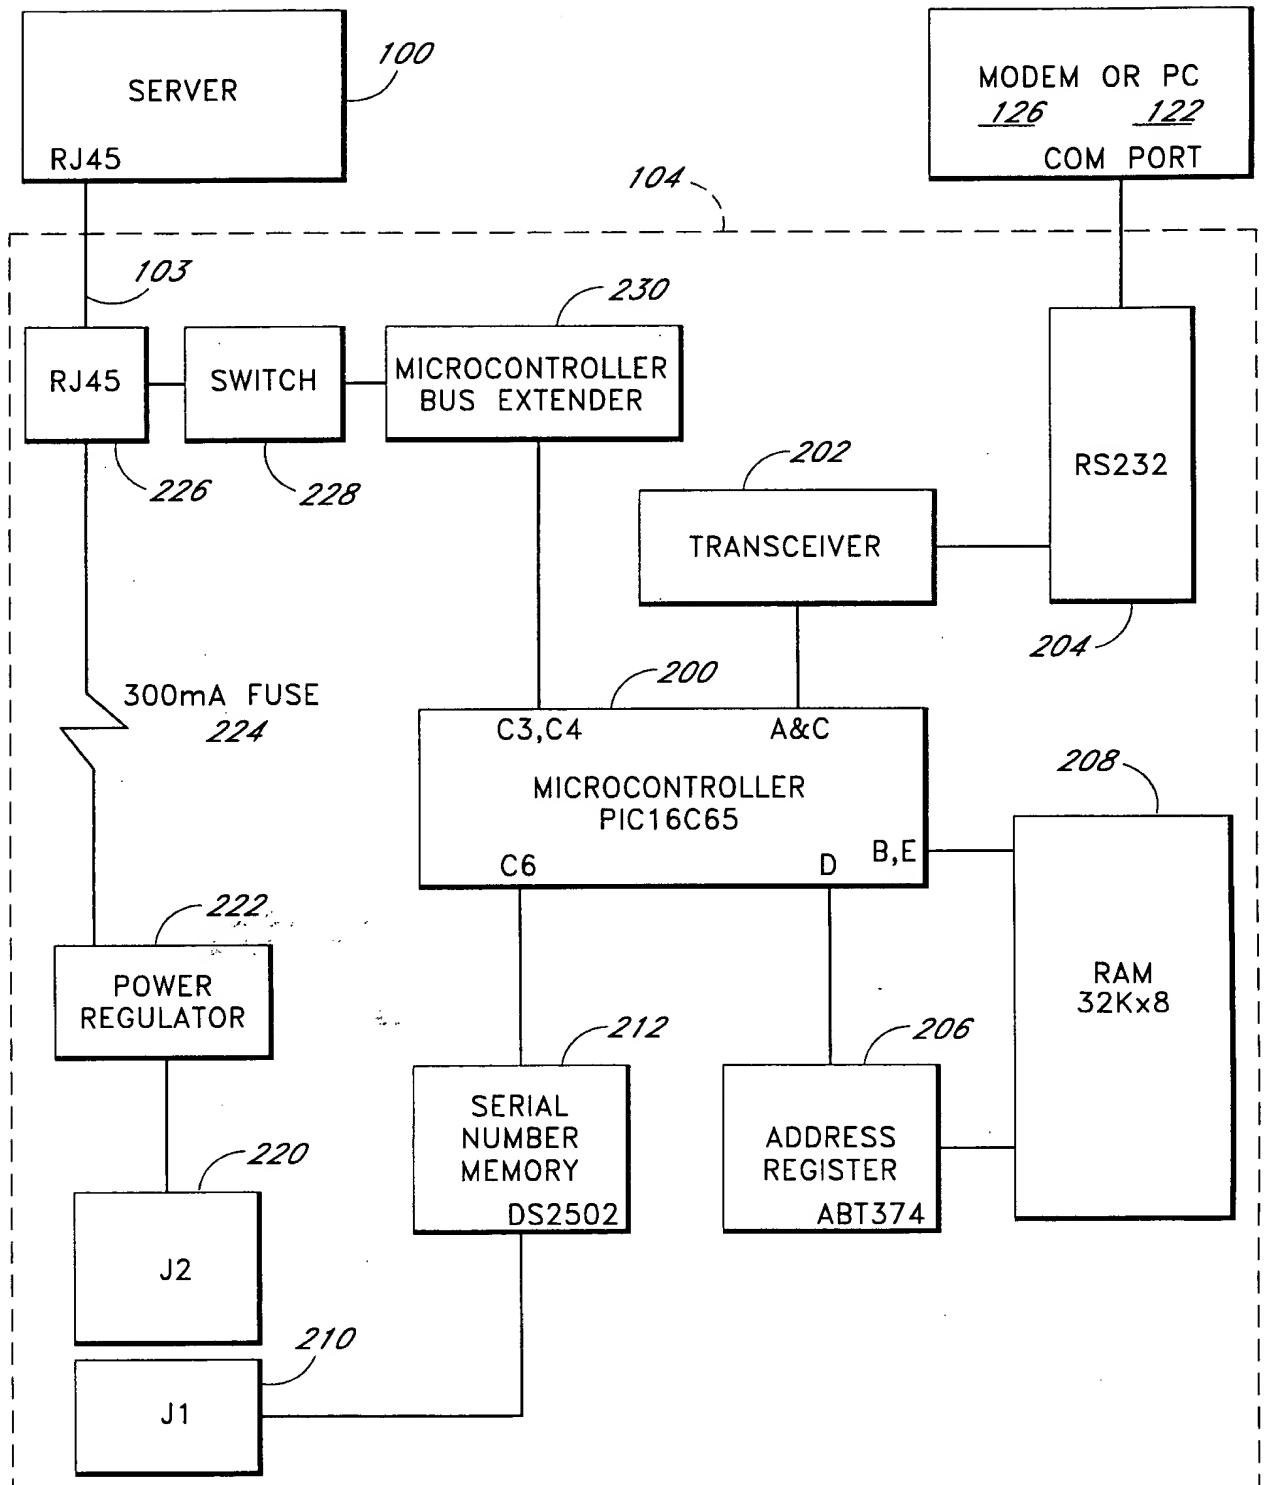 SERVER
RJ45
100
MODEM OR PC
126 122
COM PORT
104
103
RJ45
226
SWITCH
228
230
MICROCONTROLLER
BUS EXTENDER
202
TRANSCEIVER
RS232
204
300mA FUSE
224
200
C3,C4 A&C
MICROCONTROLLER
PIC16C65
C6 D B,E
208
RAM
32Kx8
222
POWER
REGULATOR
212
SERIAL
NUMBER
MEMORY
DS2502
206
ADDRESS
REGISTER
ABT374
220
J2
210
J1